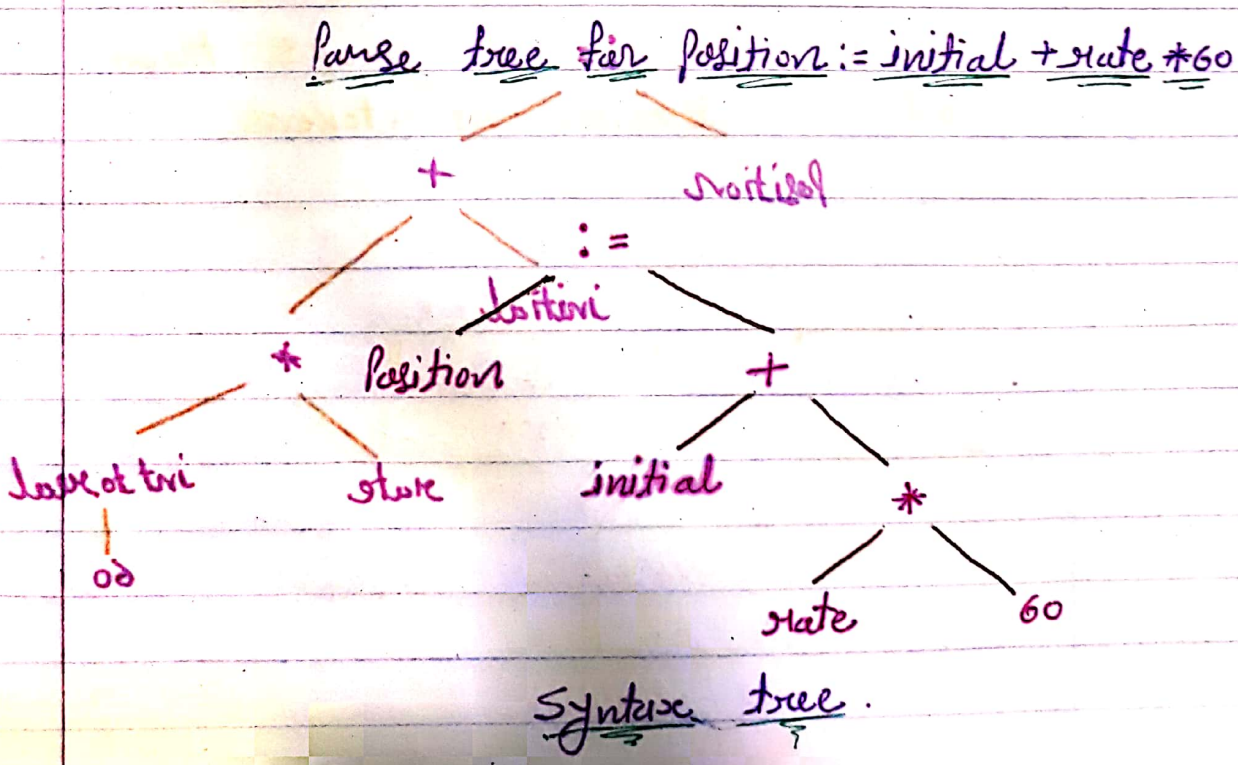 Parse tree for Position := initial + rate *60
:=
Position +
initial *
rate 60
Syntax tree.